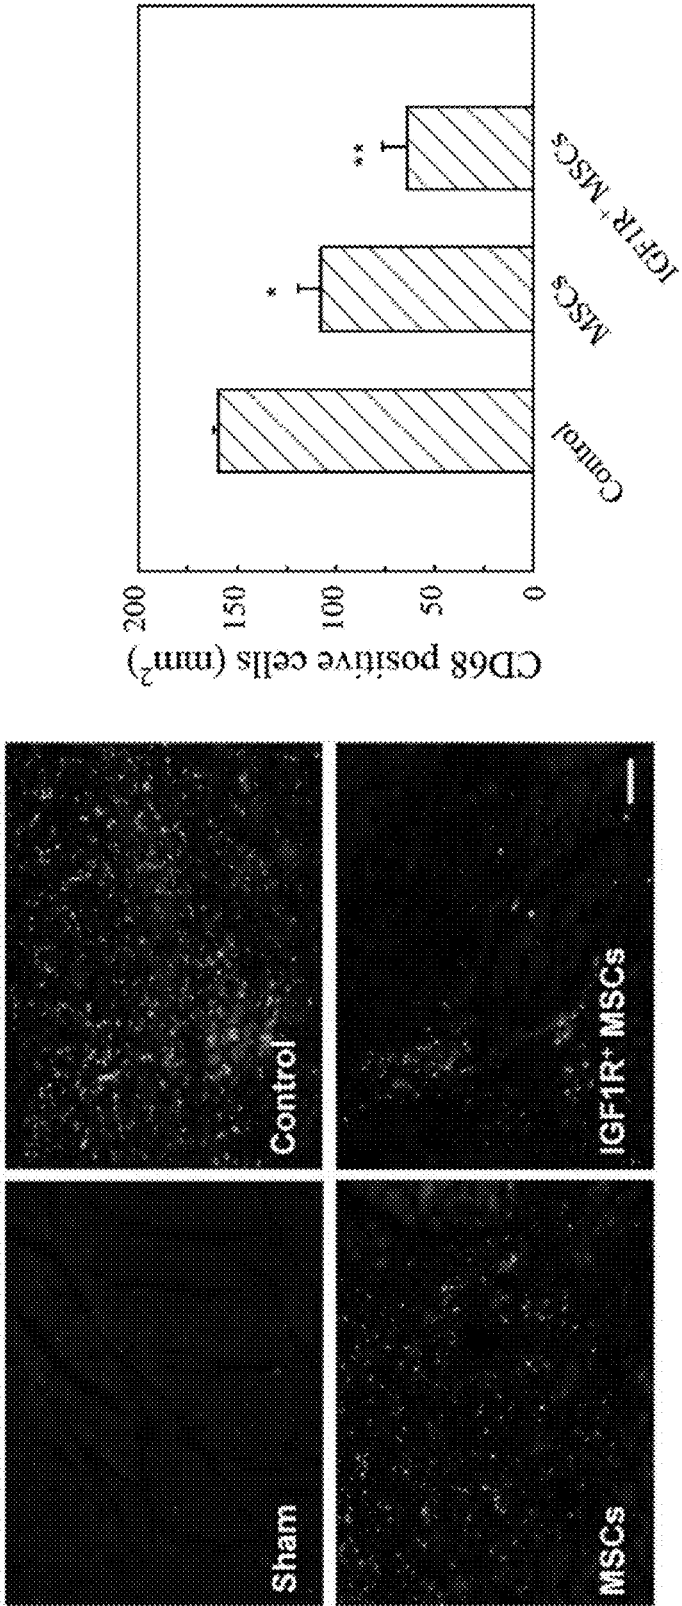 Sham
Control
MSCs
IGF1R⁺ MSCs
CD68 positive cells (mm²)
200
150
100
50
0
*
**
Control
MSCs
IGF1R⁺ MSCs